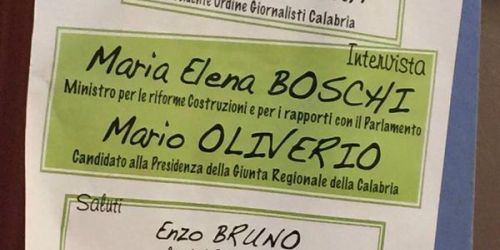 Ordine Giornalisti Calabria
Intervista
Maria Elena BOSCHI
Ministro per le riforme Costruzioni e per i rapporti con il Parlamento
Mario OLIVERIO
Candidato alla Presidenza della Giunta Regionale della Calabria
Saluti
Enzo BRUNO